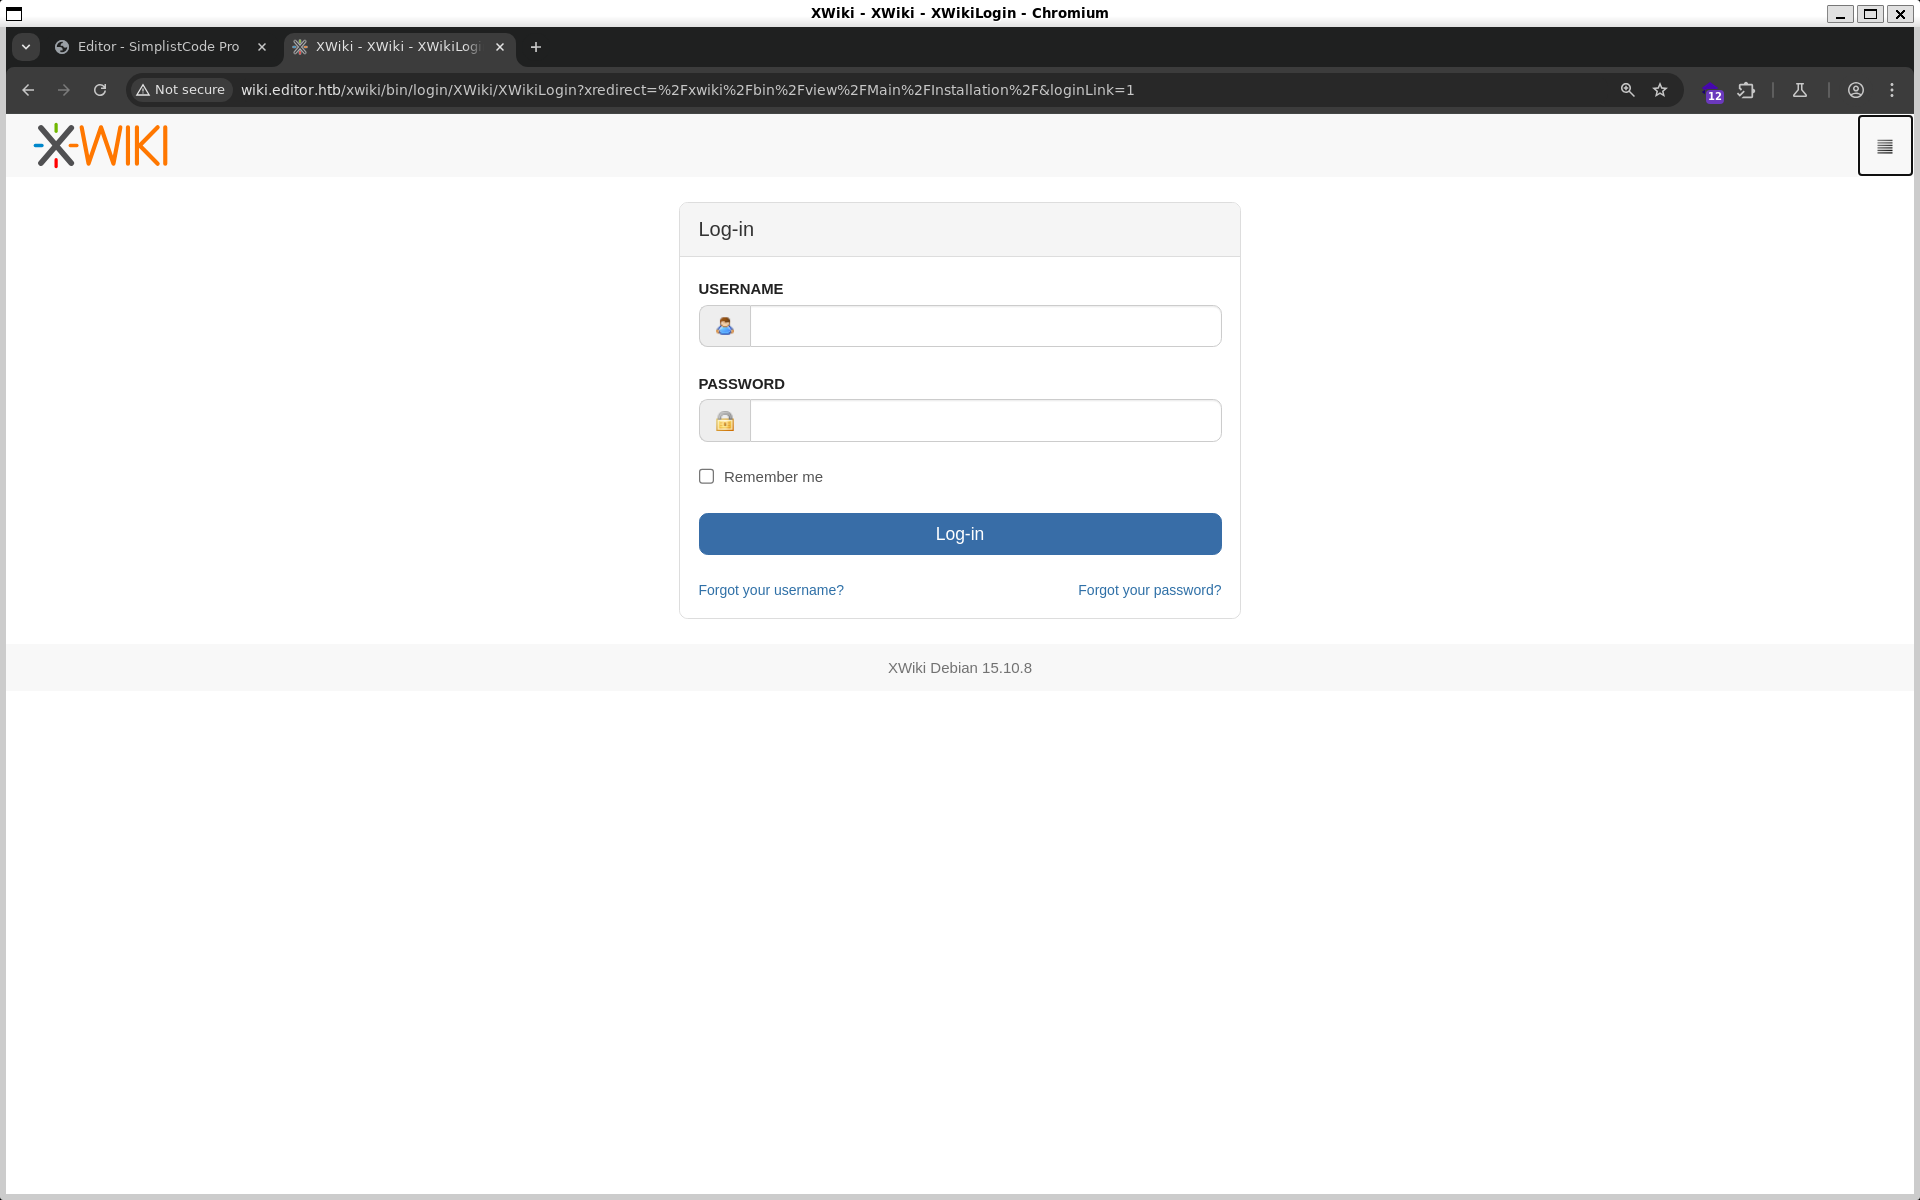 XWiki - XWiki - XWikiLogin - Chromium
Editor - SimplistCode Pro
XWiki - XWiki - XWikiLogi
Not secure
wiki.editor.htb/xwiki/bin/login/XWiki/XWikiLogin?xredirect=%2Fxwiki%2Fbin%2Fview%2FMain%2FInstallation%2F&loginLink=1
12
XWIKI
Log-in
USERNAME
PASSWORD
Remember me
Log-in
Forgot your username?
Forgot your password?
XWiki Debian 15.10.8